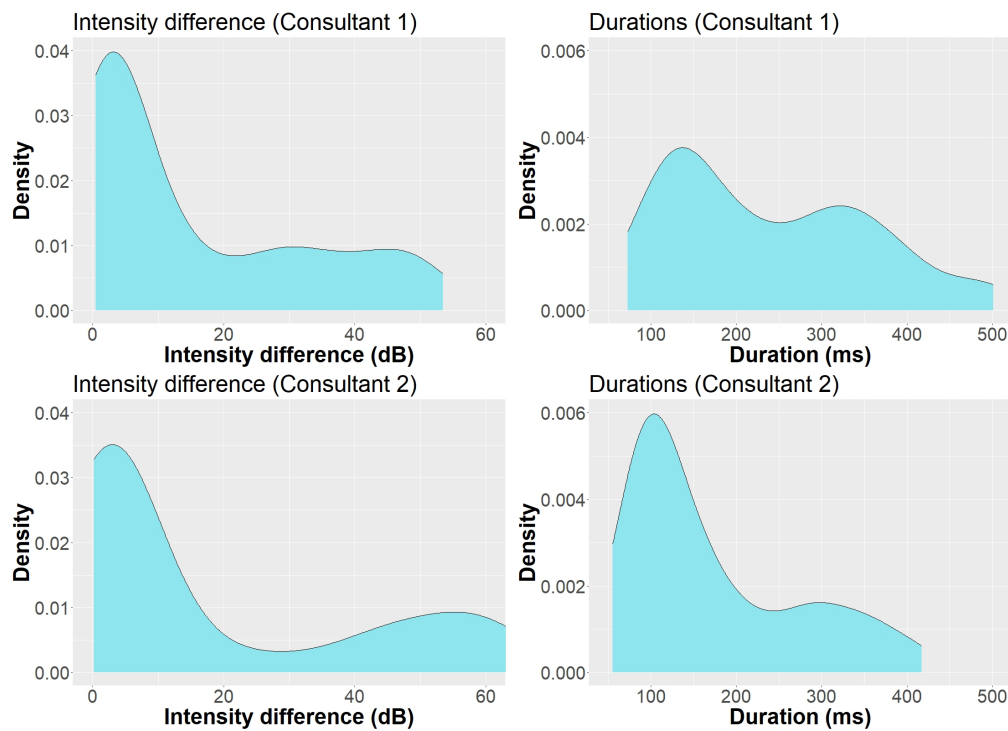 Intensity difference (Consultant 1)
Density
0.04
0.03
0.02
0.01
0.00
0 20 40 60
Intensity difference (dB)
Durations (Consultant 1)
Density
0.006
0.004
0.002
0.000
100 200 300 400 500
Duration (ms)
Intensity difference (Consultant 2)
Density
0.04
0.03
0.02
0.01
0.00
0 20 40 60
Intensity difference (dB)
Durations (Consultant 2)
Density
0.006
0.004
0.002
0.000
100 200 300 400 500
Duration (ms)